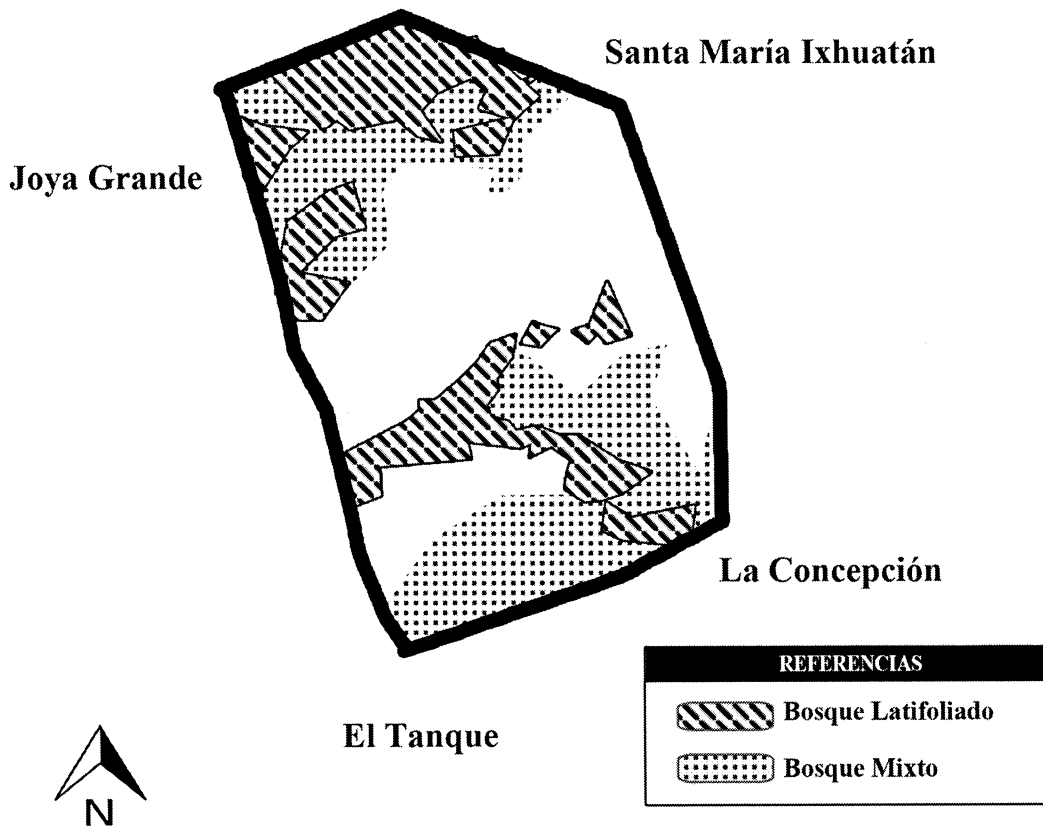 Santa María Ixhuatán
Joya Grande
La Concepción
El Tanque
REFERENCIAS
Bosque Latifoliado
Bosque Mixto
N